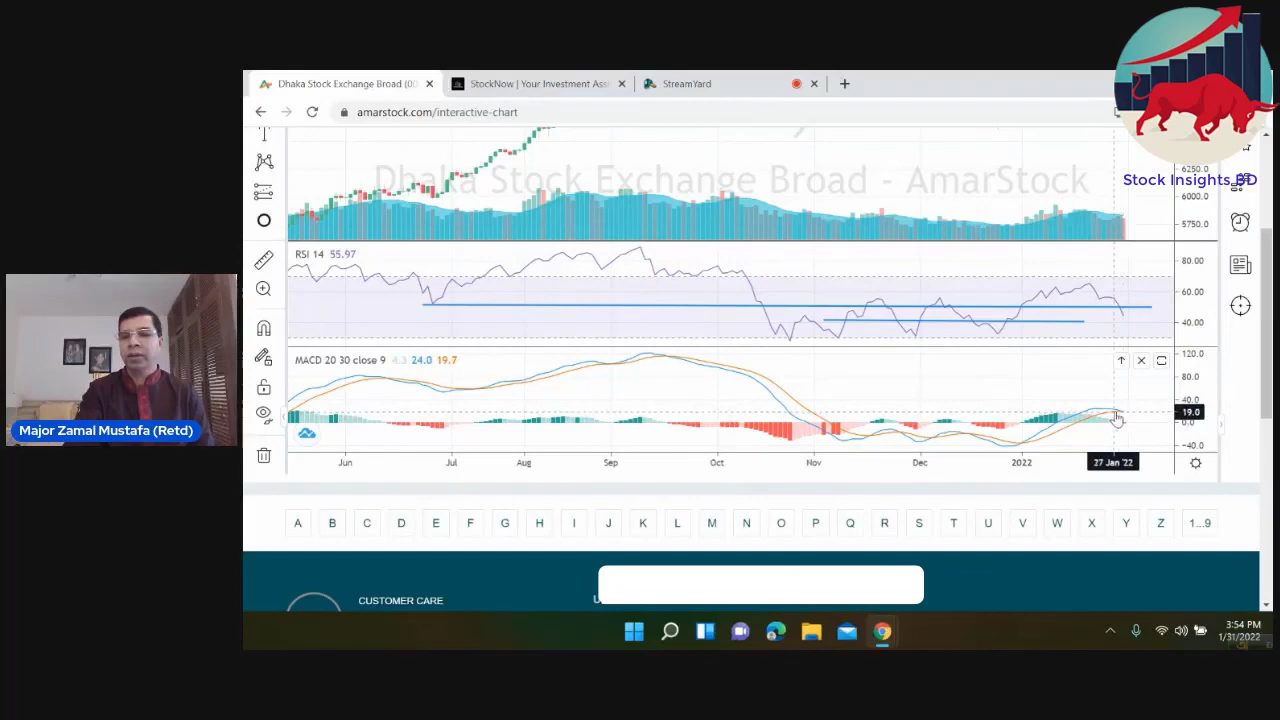 Dhaka Stock Exchange Broad (0
StockNow | Your Investment Assi
StreamYard
amarstock.com/interactive-chart
Stock Insights BD
Dhaka Stock Exchange Broad - AmarStock
6250.0
6000.0
5750.0
RSI 14 55.97
80.00
60.00
40.00
MACD 20 30 close 9 4.3 24.0 19.7
120.0
80.0
40.0
19.0
0.0
-40.0
Jun Jul Aug Sep Oct Nov Dec 2022 27 Jan '22
Major Zamal Mustafa (Retd)
A B C D E F G H I J K L M N O P Q R S T U V W X Y Z 1...9
CUSTOMER CARE
3:54 PM
1/31/2022